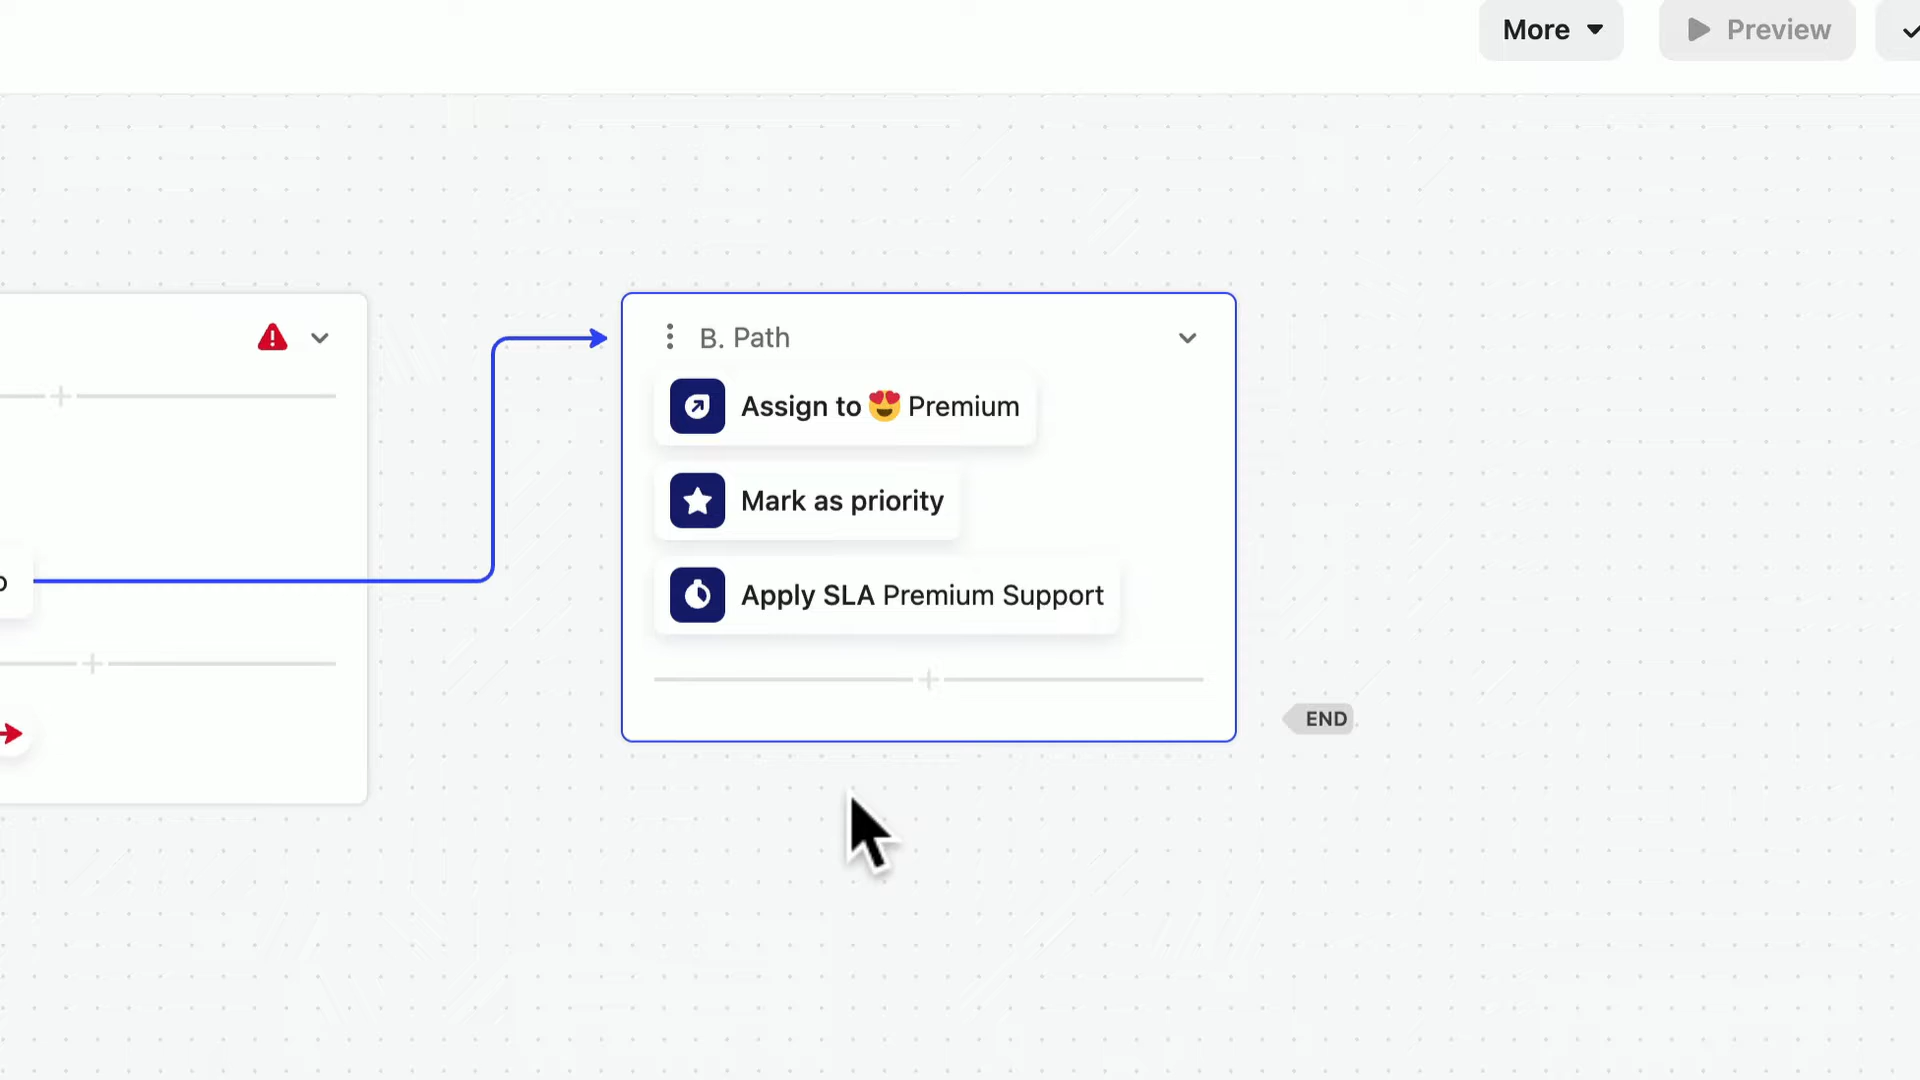 More
Preview
B. Path
Assign to 😍 Premium
Mark as priority
Apply SLA Premium Support
END